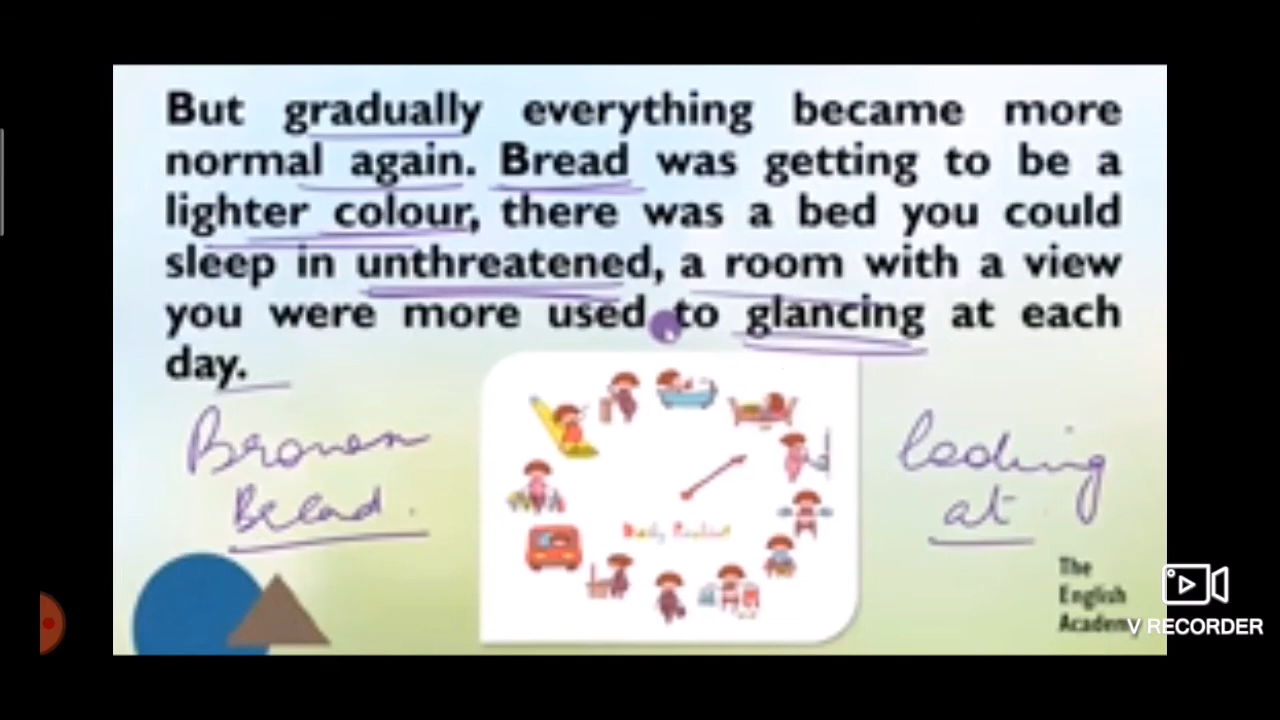 But gradually everything became more
normal again. Bread was getting to be a
lighter colour, there was a bed you could
sleep in unthreatened, a room with a view
you were more used to glancing at each
day.
Brown
Bread.
looking
at
Daily Routine
The
English
Academ
V RECORDER